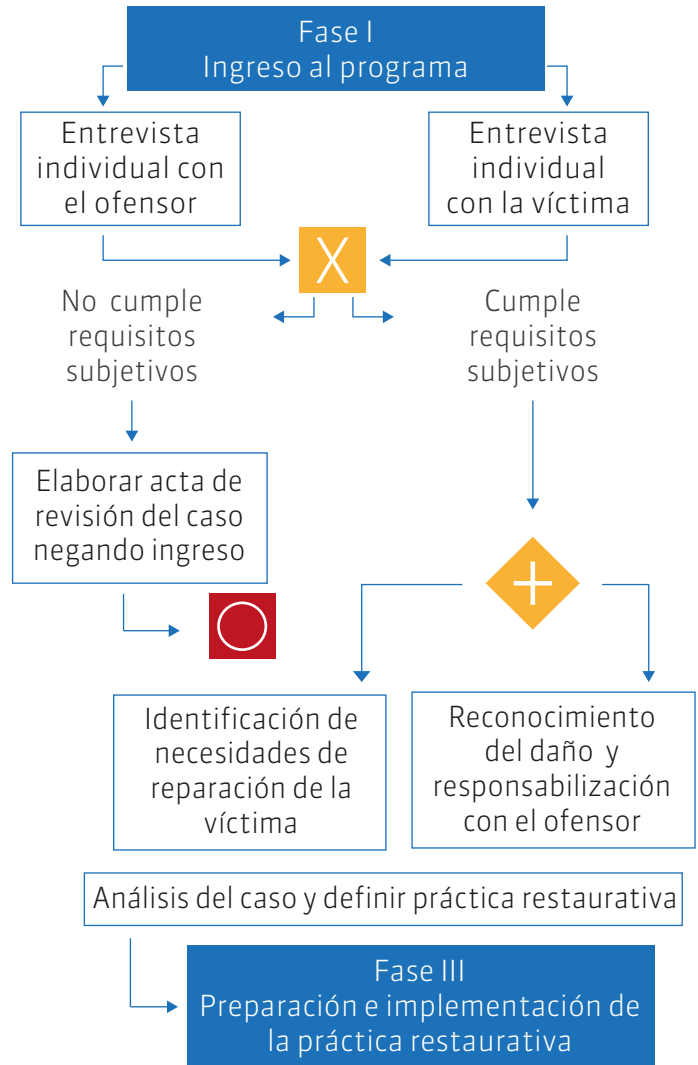 Fase I
Ingreso al programa
Entrevista
individual con
el ofensor
Entrevista
individual
con la víctima
X
No cumple
requisitos
subjetivos
Cumple
requisitos
subjetivos
Elaborar acta de
revisión del caso
negando ingreso
+
Identificación de
necesidades de
reparación de la
víctima
Reconocimiento
del daño y
responsabilización
con el ofensor
Análisis del caso y definir práctica restaurativa
Fase III
Preparación e implementación de
la práctica restaurativa